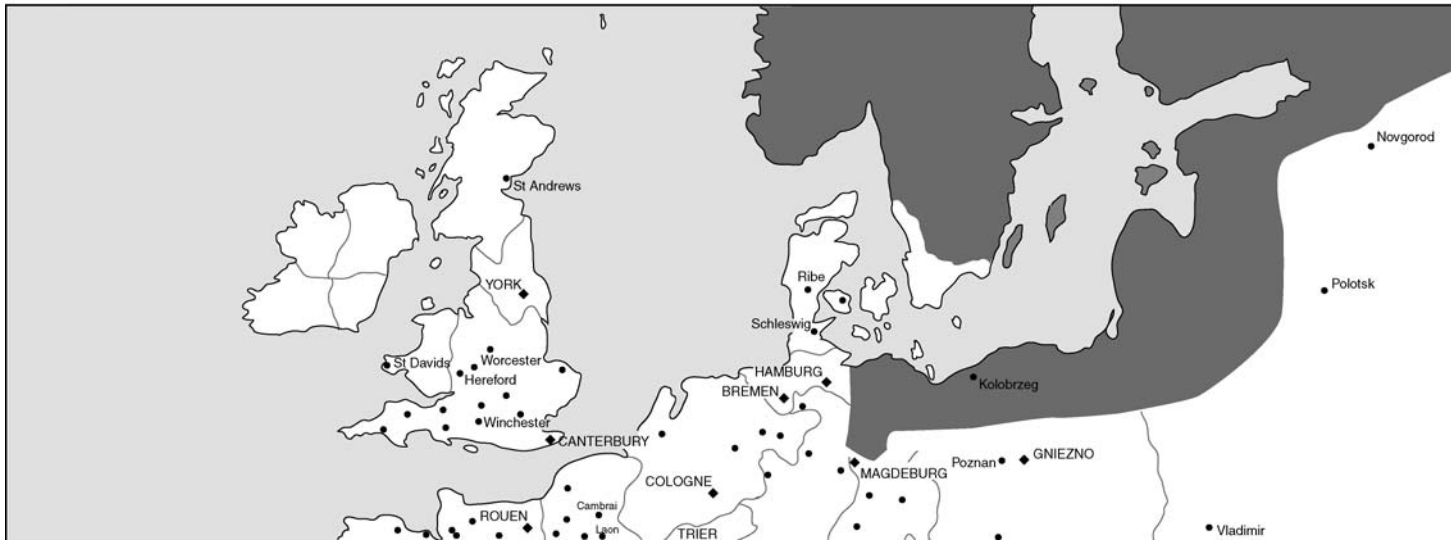 Novgorod
St Andrews
Ribe
YORK
Polotsk
Schleswig
St Davids
Worcester
Hereford
HAMBURG
Kolobrzeg
BREMEN
Winchester
CANTERBURY
Poznan
GNIEZNO
MAGDEBURG
COLOGNE
Cambrai
ROUEN
Laon
TRIER
Vladimir